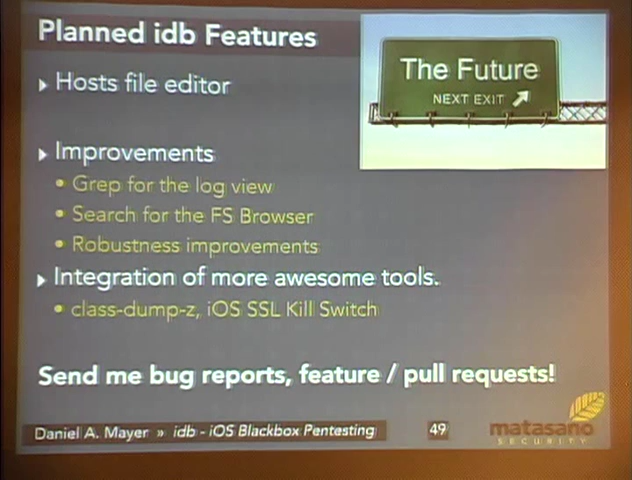 Planned idb Features
The Future
NEXT EXIT
Hosts file editor
Improvements
Grep for the log view
Search for the FS Browser
Robustness improvements
Integration of more awesome tools.
class-dump-z, iOS SSL Kill Switch
Send me bug reports, feature / pull requests!
Daniel A. Mayer » idb - iOS Blackbox Pentesting
49
matasano
SECURITY